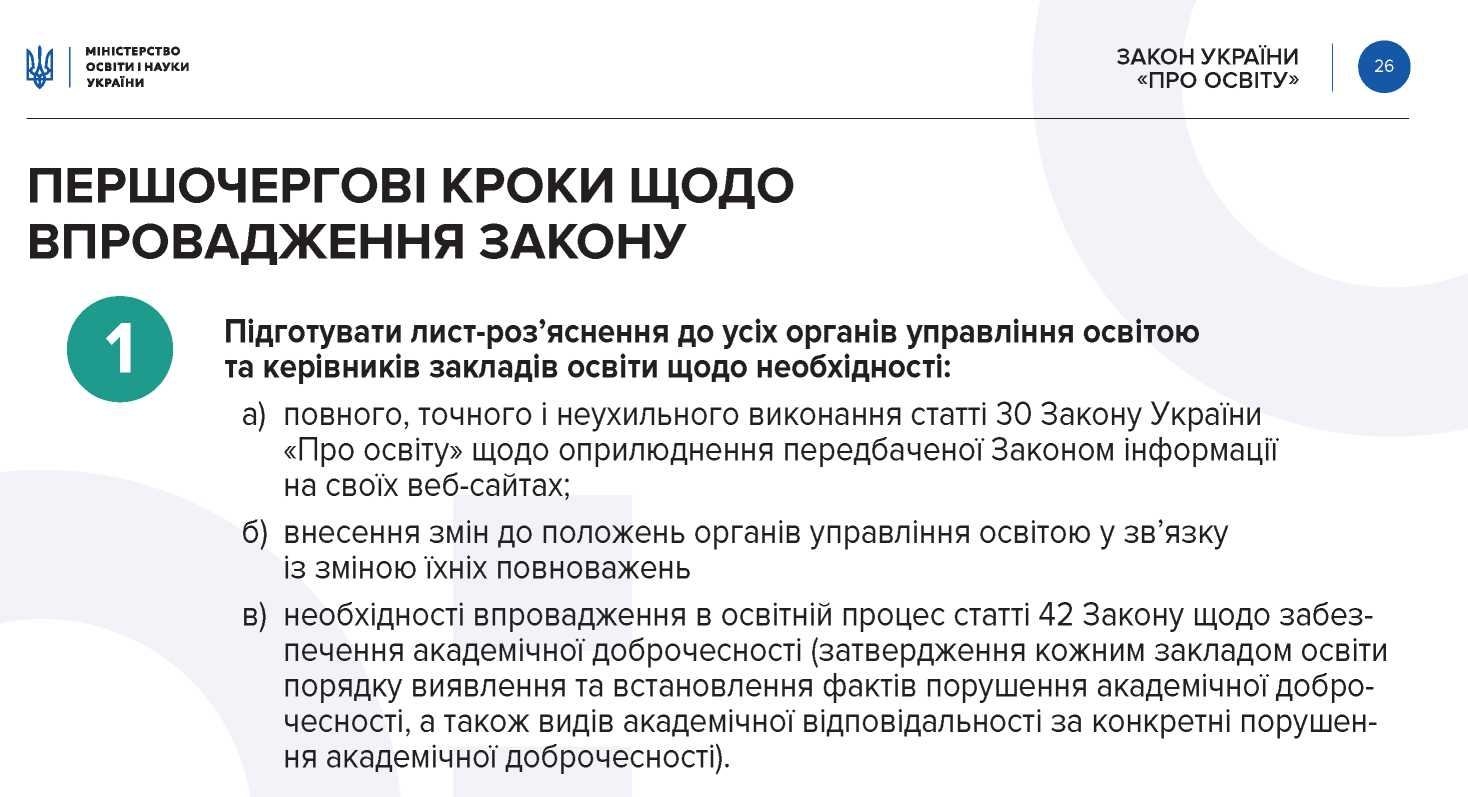 МІНІСТЕРСТВО
ОСВІТИ І НАУКИ
УКРАЇНИ
ЗАКОН УКРАЇНИ
«ПРО ОСВІТУ»
26
ПЕРШОЧЕРГОВІ КРОКИ ЩОДО
ВПРОВАДЖЕННЯ ЗАКОНУ
1
Підготувати лист-роз’яснення до усіх органів управління освітою
та керівників закладів освіти щодо необхідності:
а) повного, точного і неухильного виконання статті 30 Закону України
«Про освіту» щодо оприлюднення передбаченої Законом інформації
на своїх веб-сайтах;
б) внесення змін до положень органів управління освітою у зв’язку
із зміною їхніх повноважень
в) необхідності впровадження в освітній процес статті 42 Закону щодо забез-
печення академічної доброчесності (затвердження кожним закладом освіти
порядку виявлення та встановлення фактів порушення академічної добро-
чесності, а також видів академічної відповідальності за конкретні порушен-
ня академічної доброчесності).